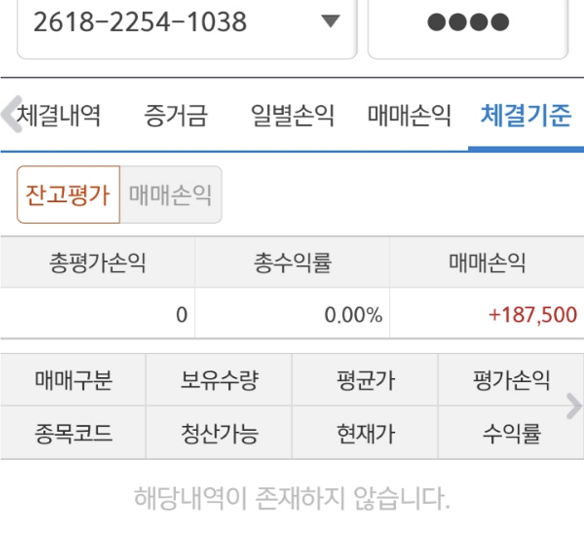 2618-2254-1038 ●●●●
체결내역 증거금 일별손익 매매손익 체결기준
잔고평가 매매손익
총평가손익 총수익률 매매손익
0 0.00% +187,500
매매구분 보유수량 평균가 평가손익
종목코드 청산가능 현재가 수익률
해당내역이 존재하지 않습니다.